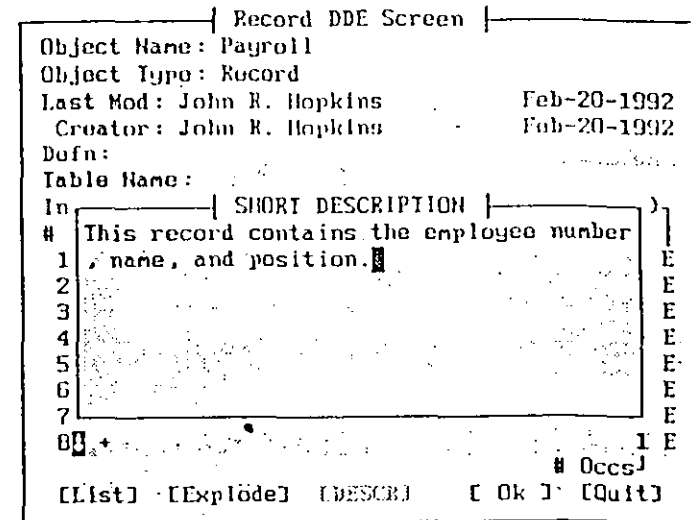 Record DDE Screen
Object Name: Payroll
Object Type: Record
Last Mod: John R. Hopkins Feb-20-1992
Creator: John R. Hopkins Feb-20-1992
Defn:
Table Name:
In SHORT DESCRIPTION )
# This record contains the employee number
1 , name, and position. E
2 E
3 E
4 E
5 E
6 E
7 E
8 + 1 E
# Occs
[List] [Explode] [DESCR] [ Ok ] [Quit]